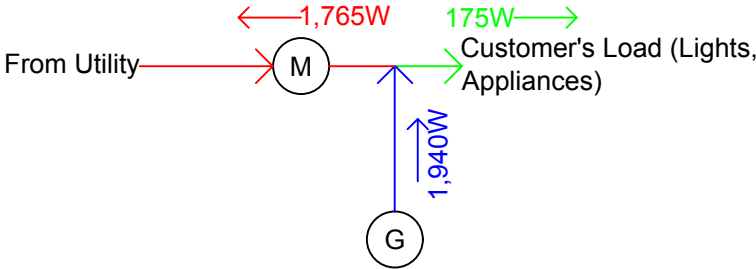 1,765W
175W
From Utility
M
Customer's Load (Lights,
Appliances)
1,940W
G